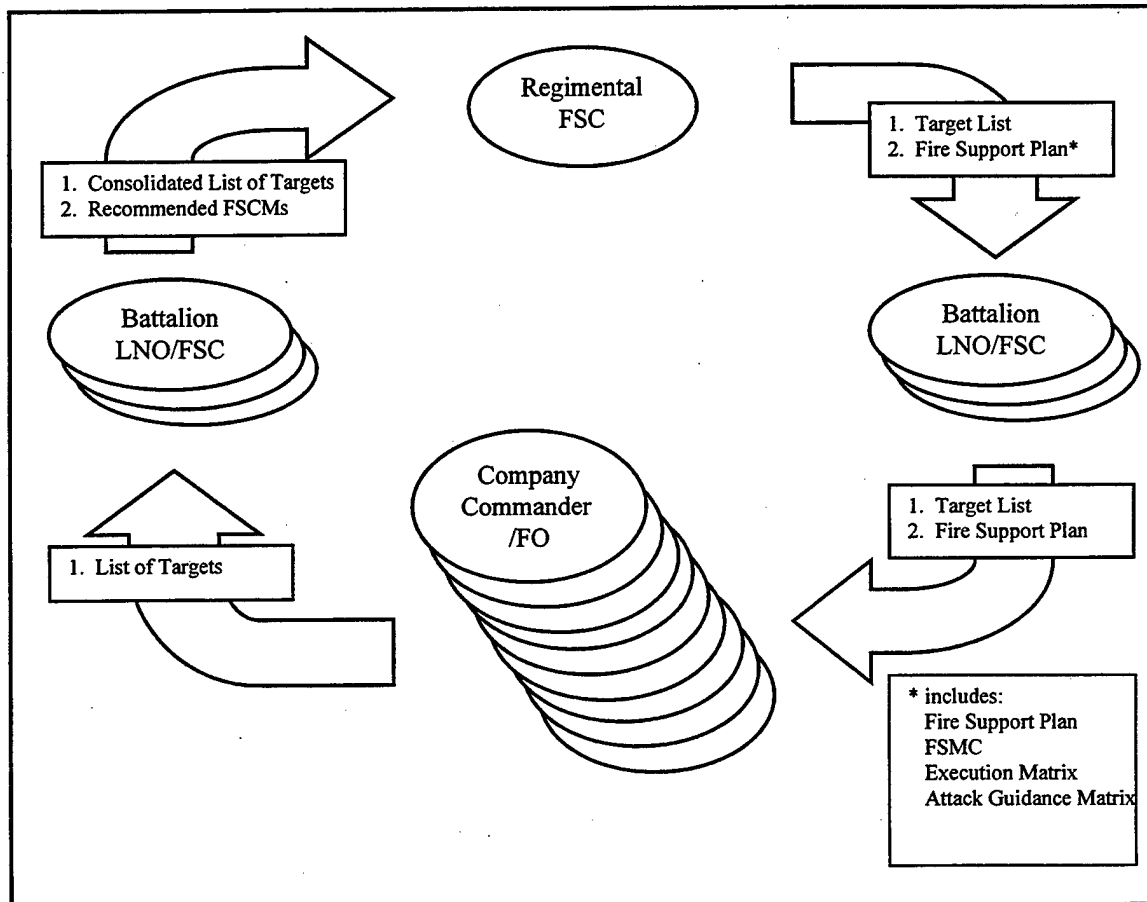 Regimental
FSC
1. Target List
2. Fire Support Plan*
1. Consolidated List of Targets
2. Recommended FSCMs
Battalion
LNO/FSC
Battalion
LNO/FSC
Company
Commander
/FO
1. Target List
2. Fire Support Plan
1. List of Targets
* includes:
Fire Support Plan
FSMC
Execution Matrix
Attack Guidance Matrix